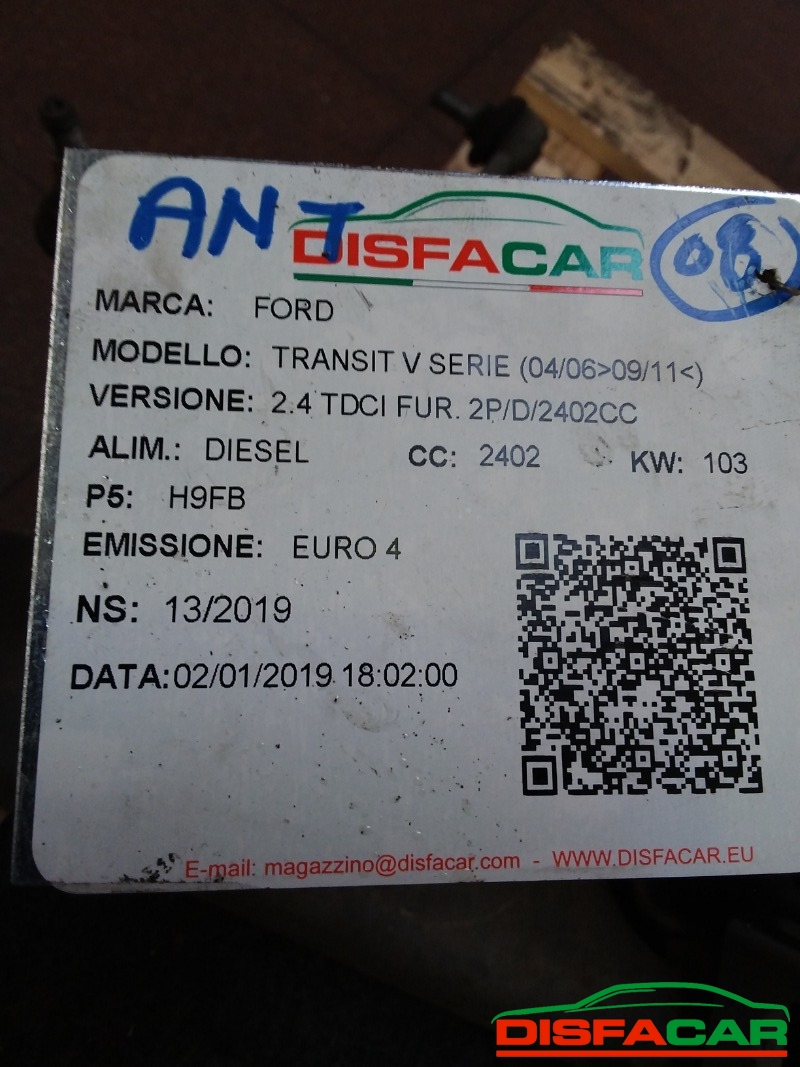 ANT
DISFACAR
08
MARCA: FORD
MODELLO: TRANSIT V SERIE (04/06>09/11<)
VERSIONE: 2.4 TDCI FUR. 2P/D/2402CC
ALIM.: DIESEL CC: 2402 KW: 103
P5: H9FB
EMISSIONE: EURO 4
NS: 13/2019
DATA:02/01/2019 18:02:00
E-mail: magazzino@disfacar.com - WWW.DISFACAR.EU
DISFACAR